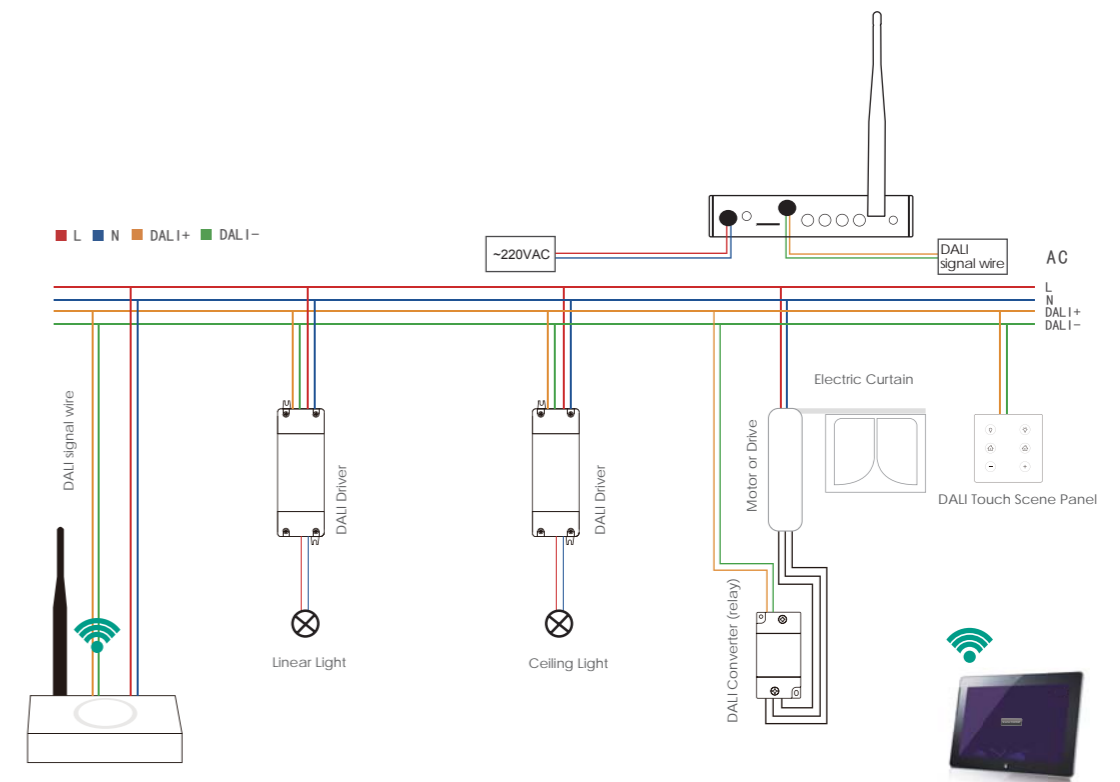 L N DALI+ DALI-
~220VAC
DALI
signal wire
AC
L
N
DALI+
DALI-
DALI signal wire
DALI Driver
Linear Light
DALI Driver
Ceiling Light
Motor or Drive
Electric Curtain
DALI Converter (relay)
DALI Touch Scene Panel